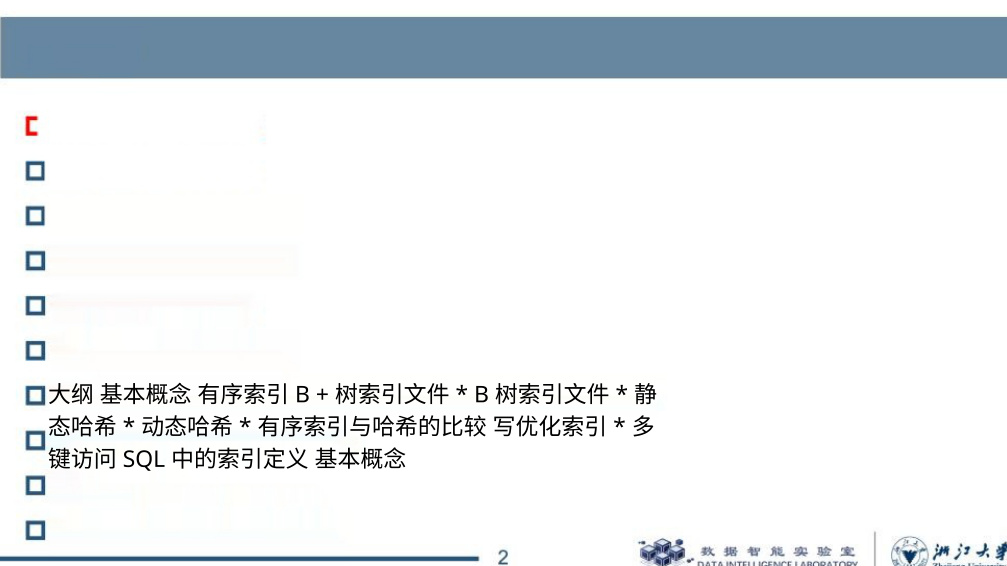 大纲 基本概念 有序索引 B + 树索引文件 * B 树索引文件 * 静
态哈希 * 动态哈希 * 有序索引与哈希的比较 写优化索引 * 多
键访问 SQL 中的索引定义 基本概念
2
数据智能实验室
DATA INTELLIGENCE LABORATORY
浙江大学